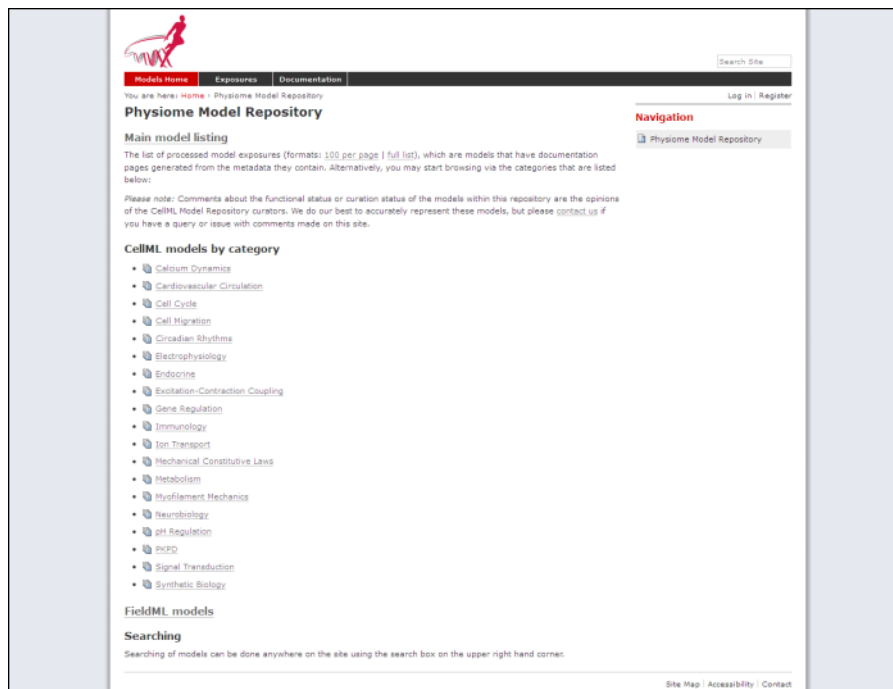 Search Site
Models Home Exposures Documentation
You are here: Home › Physiome Model Repository
Log in Register
Physiome Model Repository
Navigation
Physiome Model Repository
Main model listing
The list of processed model exposures (formats: 100 per page | full list), which are models that have documentation
pages generated from the metadata they contain. Alternatively, you may start browsing via the categories that are listed
below:
Please note: Comments about the functional status or curation status of the models within this repository are the opinions
of the CellML Model Repository curators. We do our best to accurately represent these models, but please contact us if
you have a query or issue with comments made on this site.
CellML models by category
Calcium Dynamics
Cardiovascular Circulation
Cell Cycle
Cell Migration
Circadian Rhythms
Electrophysiology
Endocrine
Excitation-Contraction Coupling
Gene Regulation
Immunology
Ion Transport
Mechanical Constitutive Laws
Metabolism
Myofilament Mechanics
Neurobiology
pH Regulation
PKPD
Signal Transduction
Synthetic Biology
FieldML models
Searching
Searching of models can be done anywhere on the site using the search box on the upper right hand corner.
Site Map Accessibility Contact